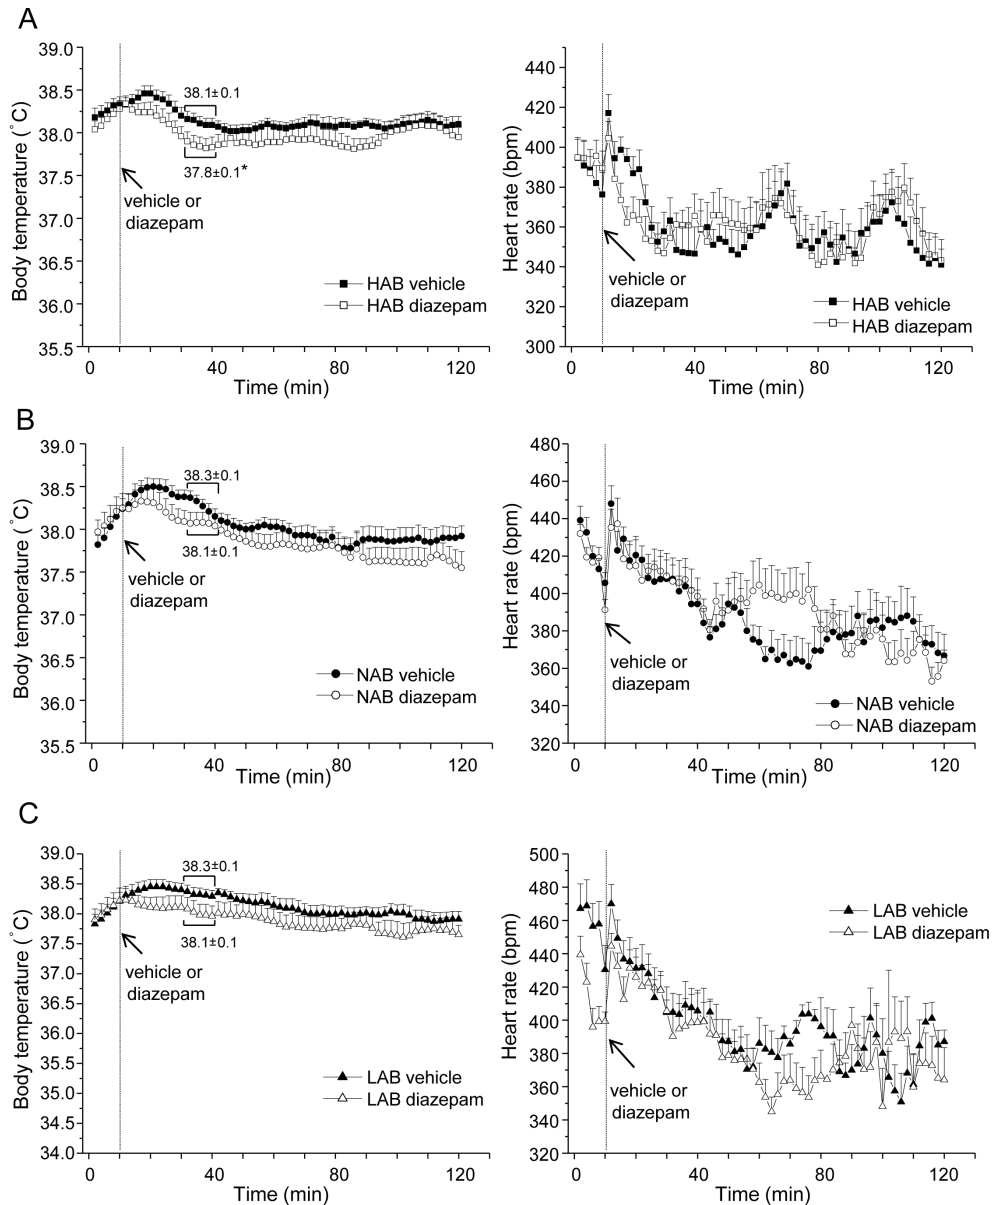 A
39.0
38.5
38.0
37.5
37.0
36.5
36.0
35.5
Body temperature (°C)
38.1±0.1
37.8±0.1*
vehicle or
diazepam
HAB vehicle
HAB diazepam
0
40
80
120
Time (min)
440
420
400
380
360
340
320
300
Heart rate (bpm)
vehicle or
diazepam
HAB vehicle
HAB diazepam
0
40
80
120
Time (min)
B
39.0
38.5
38.0
37.5
37.0
36.5
36.0
35.5
Body temperature (°C)
38.3±0.1
38.1±0.1
vehicle or
diazepam
NAB vehicle
NAB diazepam
0
40
80
120
Time (min)
480
460
440
420
400
380
360
340
320
Heart rate (bpm)
vehicle or
diazepam
NAB vehicle
NAB diazepam
0
40
80
120
Time (min)
C
39.0
38.5
38.0
37.5
37.0
36.5
36.0
35.5
35.0
34.5
34.0
Body temperature (°C)
38.3±0.1
38.1±0.1
vehicle or
diazepam
LAB vehicle
LAB diazepam
0
40
80
120
Time (min)
500
480
460
440
420
400
380
360
340
320
Heart rate (bpm)
LAB vehicle
LAB diazepam
vehicle or
diazepam
0
40
80
120
Time (min)